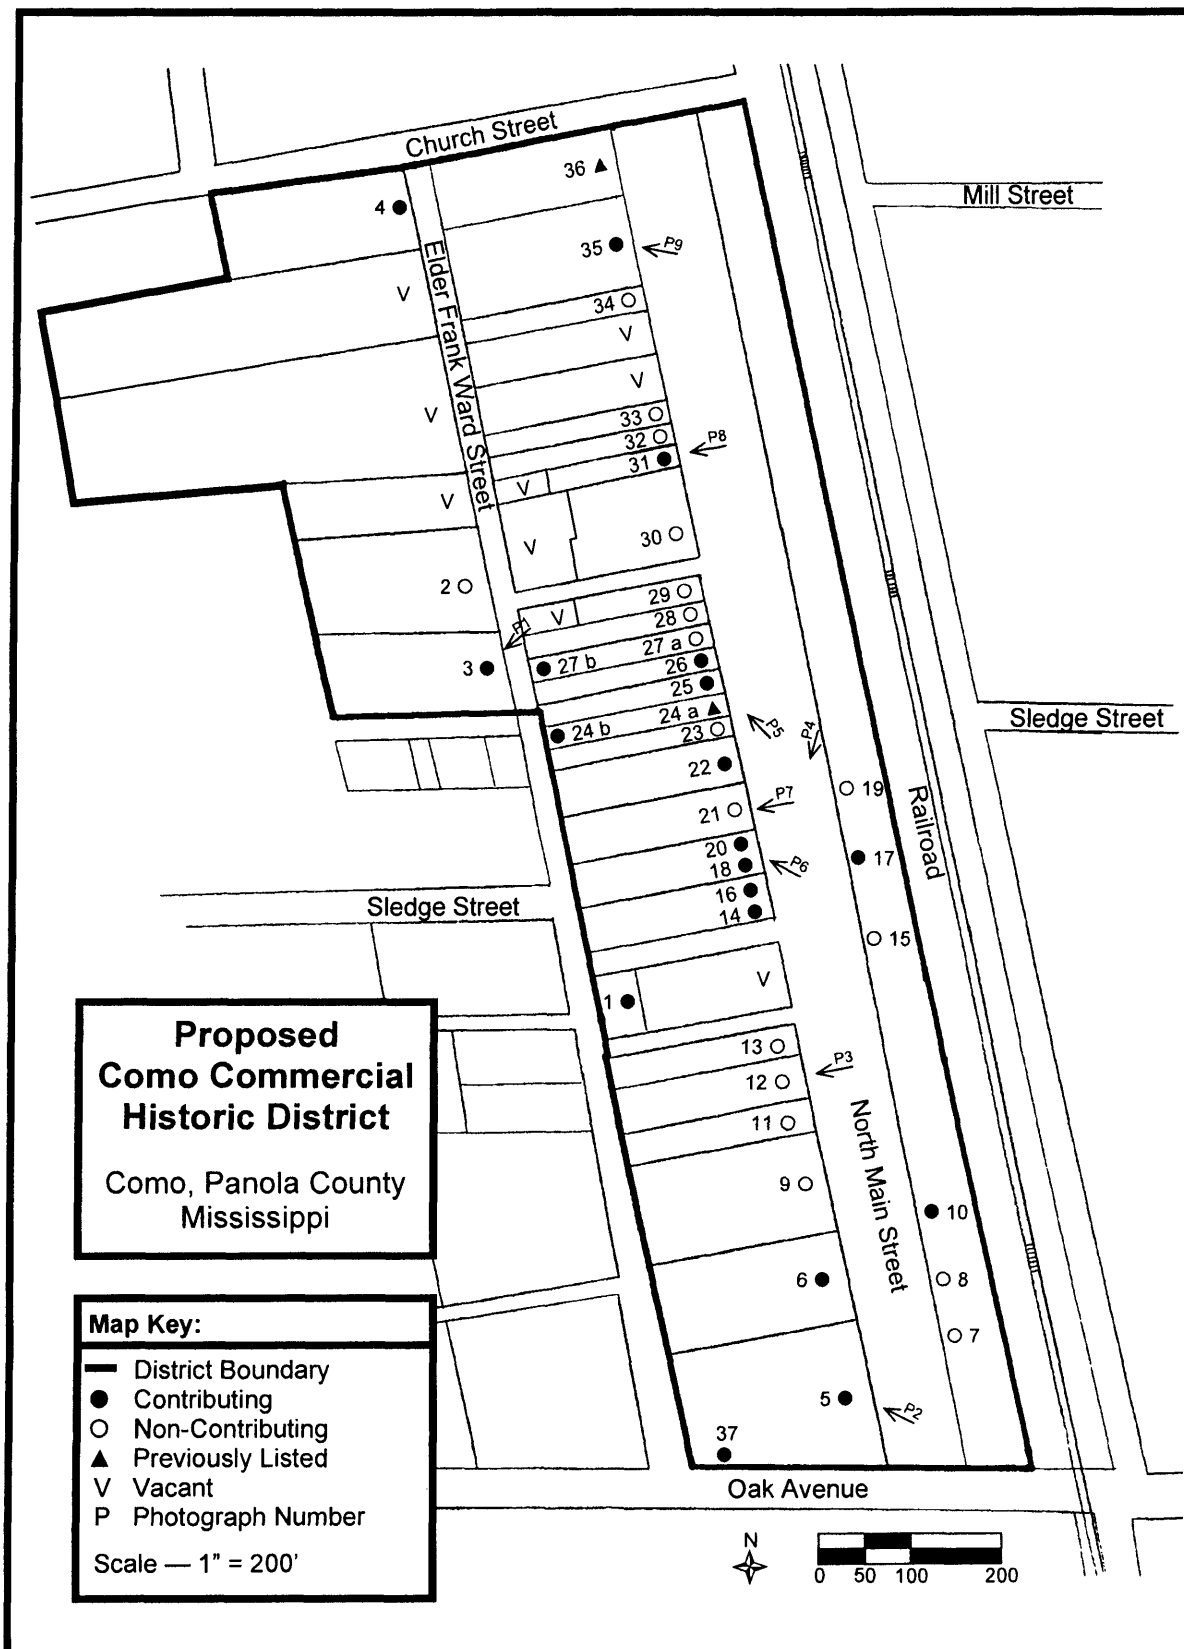 Church Street
36
Mill Street
4
35
P9
Elder Frank Ward Street
V
34
V
V
33
V
32
P8
31
V
V
30
V
2
29
V
28
P1
27 a
3
27 b
26
25
24 a
P5
24 b
23
P4
Sledge Street
22
19
P7
21
Railroad
20
17
18
P6
16
Sledge Street
14
15
V
1
13
P3
12
North Main Street
11
9
10
6
8
7
5
P2
37
Oak Avenue
Proposed
Como Commercial
Historic District
Como, Panola County
Mississippi
Map Key:
District Boundary
Contributing
Non-Contributing
Previously Listed
V Vacant
P Photograph Number
Scale — 1" = 200'
N
0 50 100 200